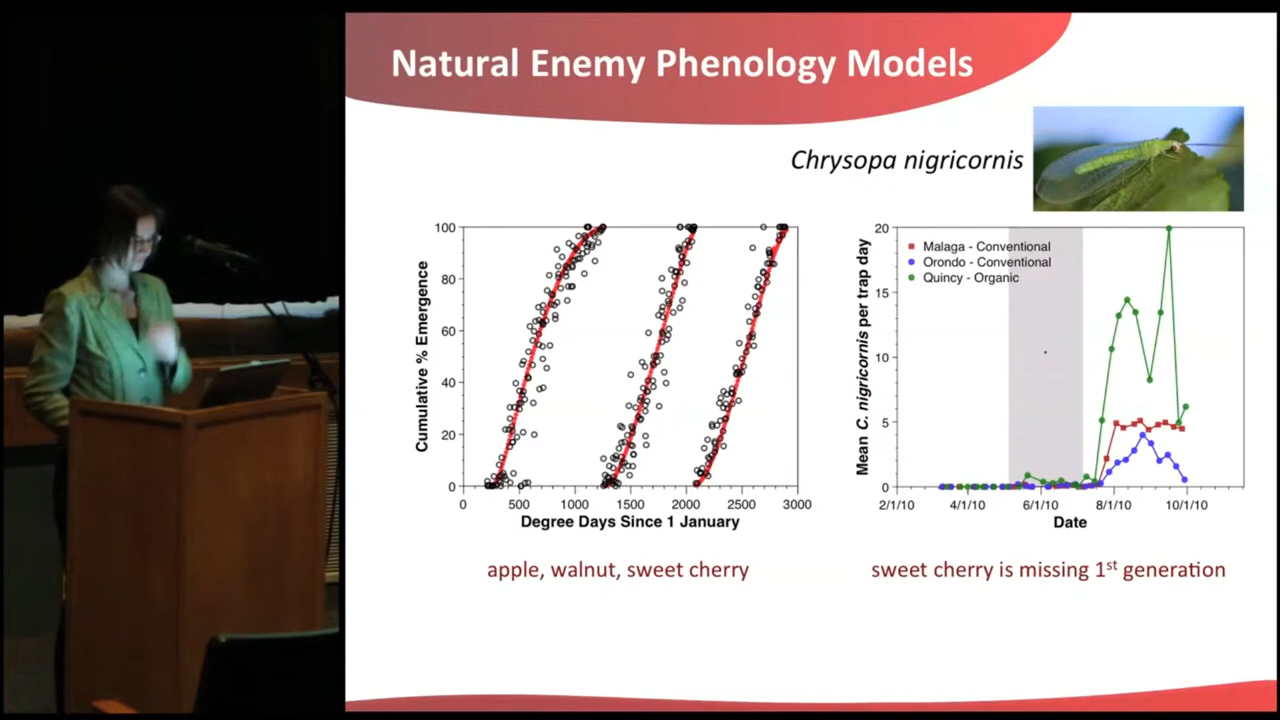 Natural Enemy Phenology Models
Chrysopa nigricornis
100
80
60
40
20
0
Cumulative % Emergence
0 500 1000 1500 2000 2500 3000
Degree Days Since 1 January
apple, walnut, sweet cherry
20
15
10
5
0
Mean C. nigricornis per trap day
Malaga - Conventional
Orondo - Conventional
Quincy - Organic
2/1/10 4/1/10 6/1/10 8/1/10 10/1/10
Date
sweet cherry is missing 1st generation